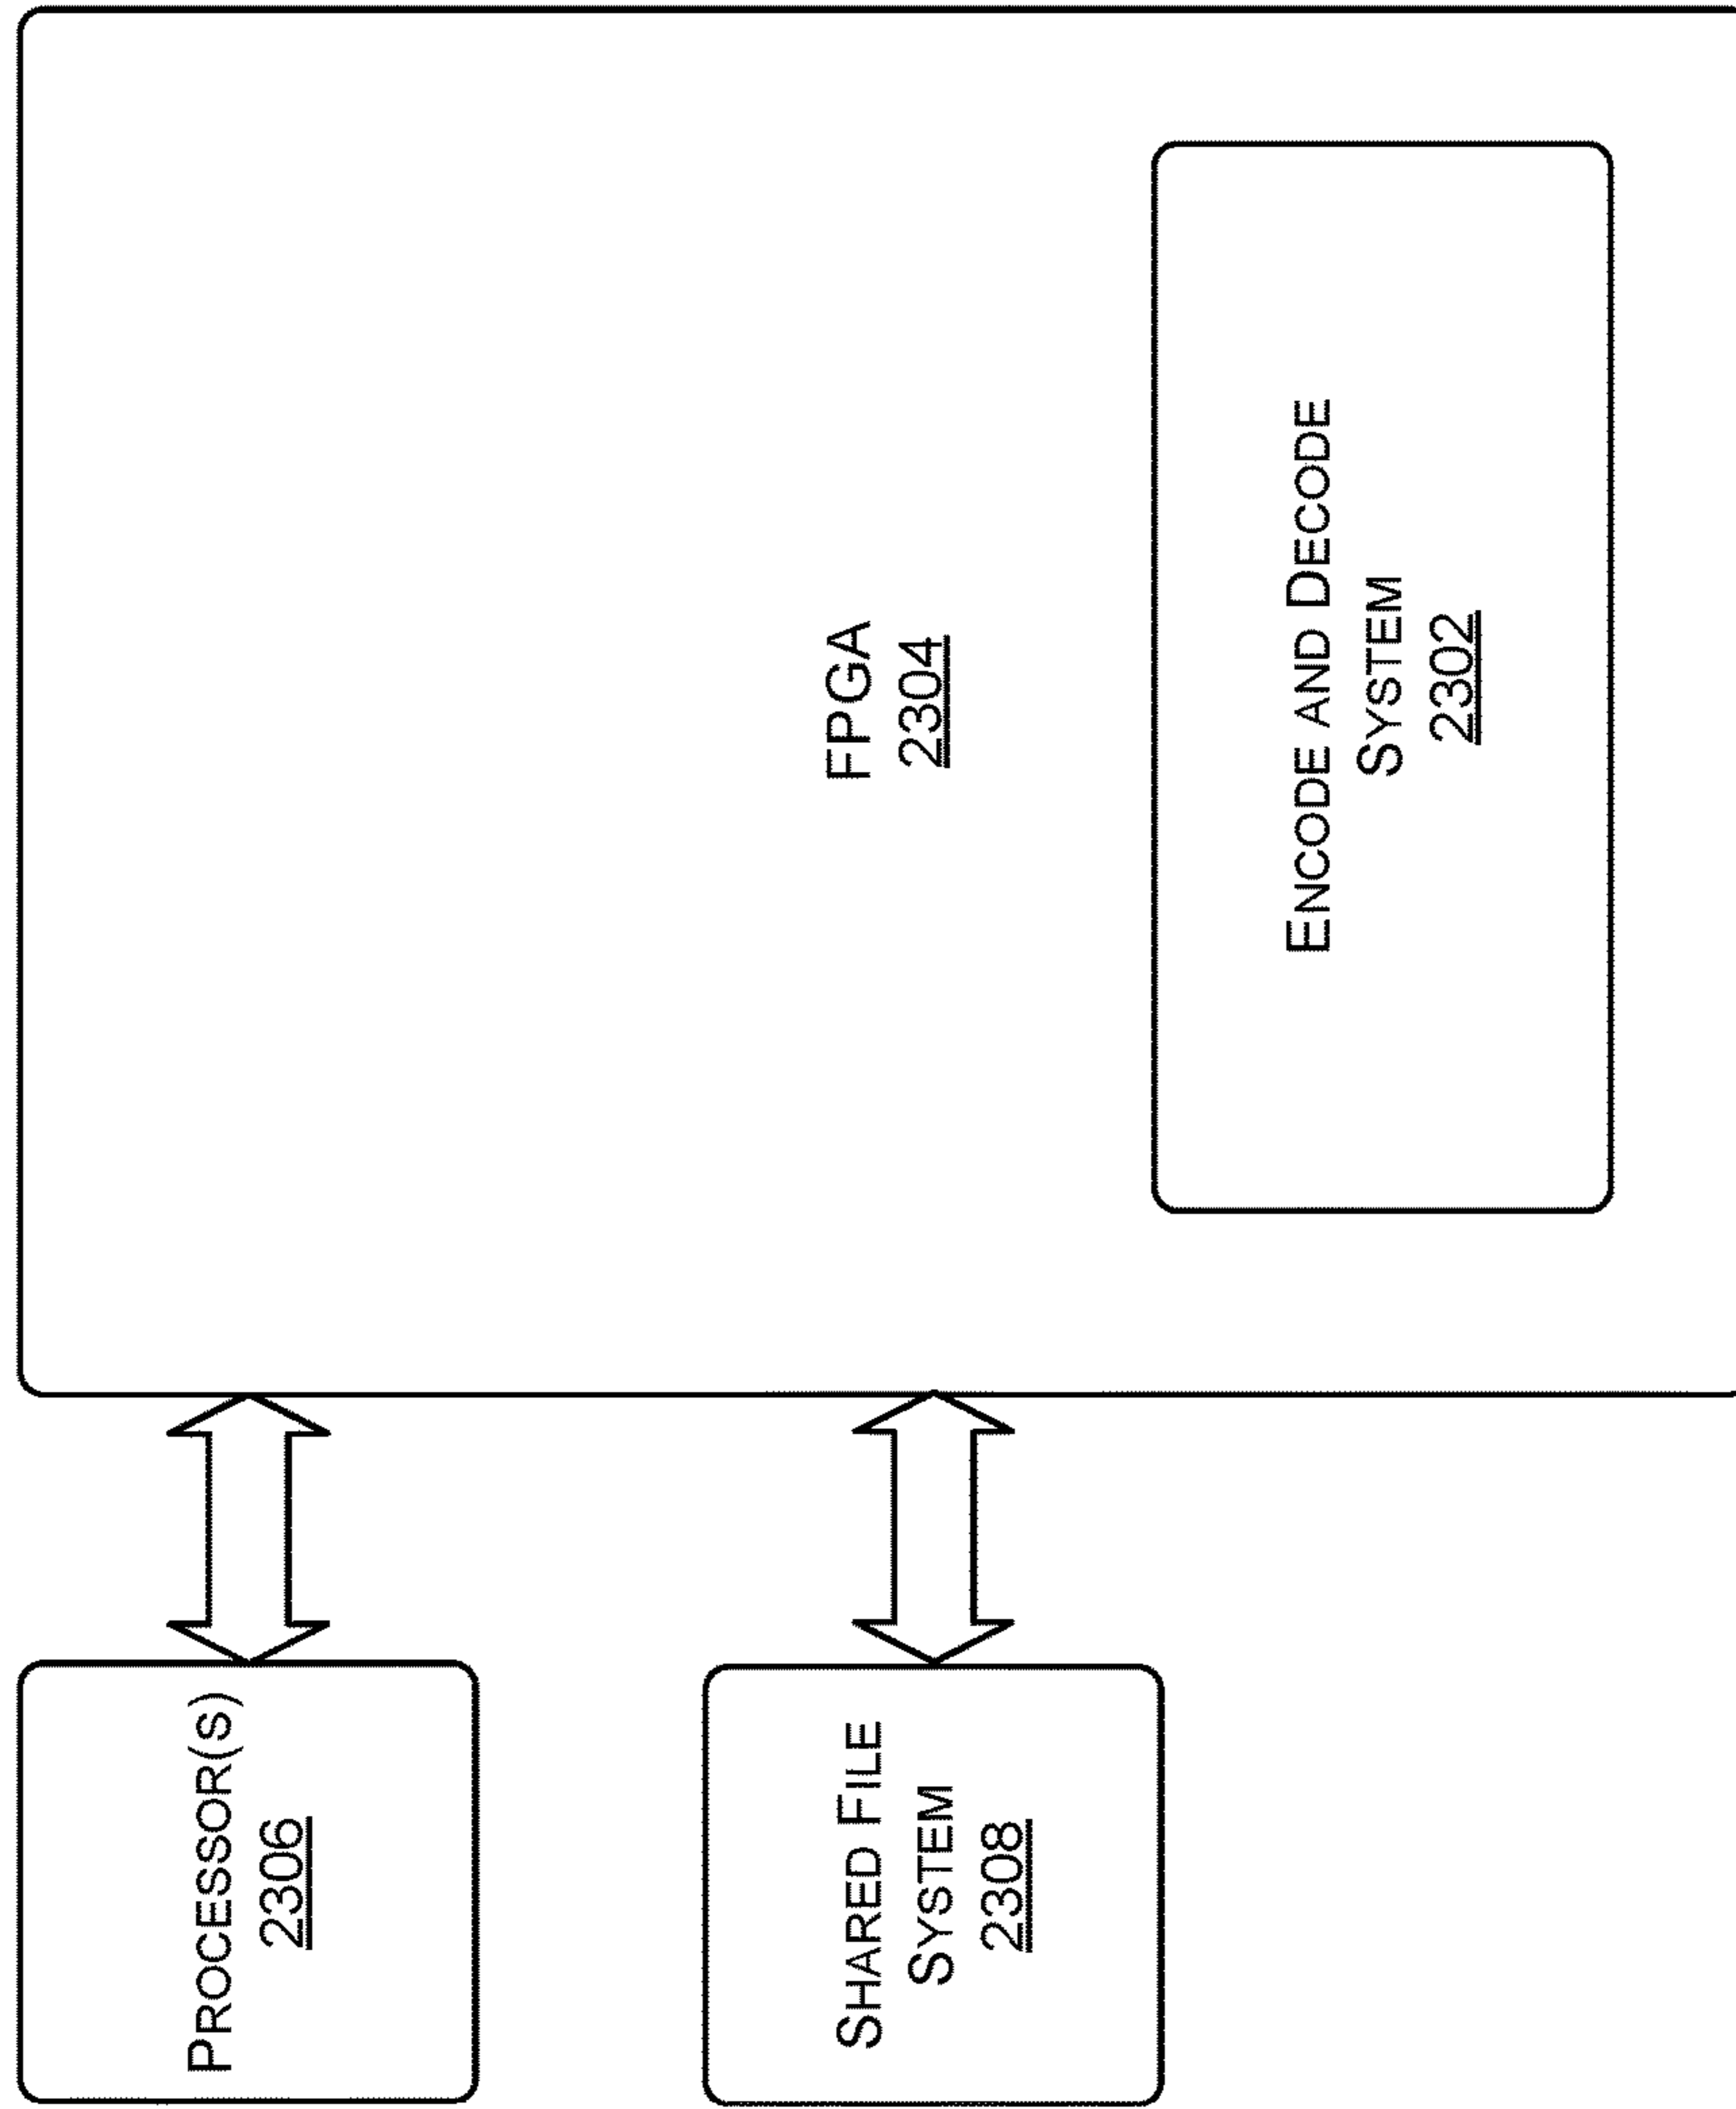 PROCESSOR(S)
2306
SHARED FILE
SYSTEM
2308
FPGA
2304
ENCODE AND DECODE
SYSTEM
2302